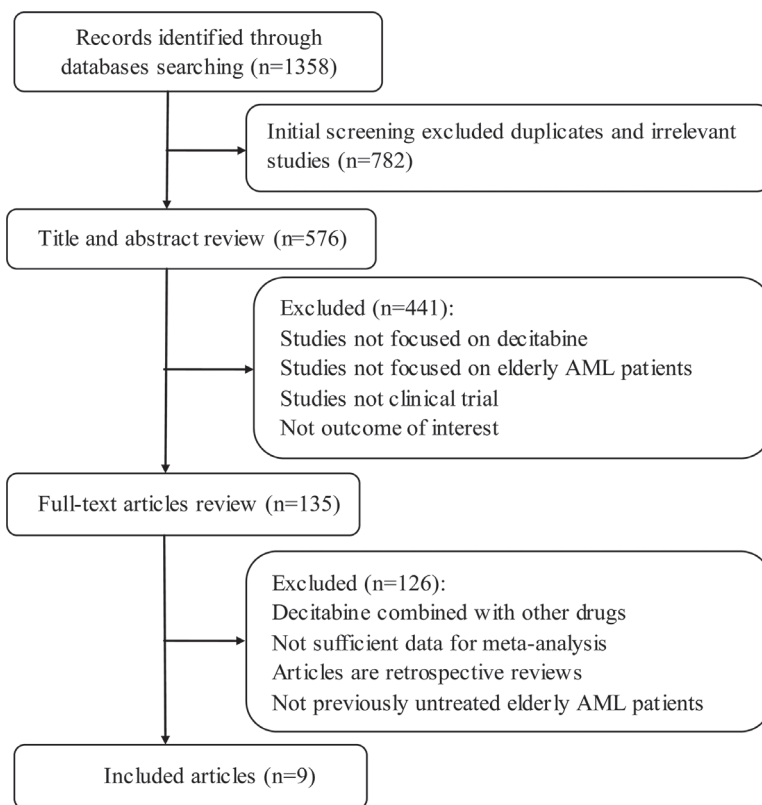 Records identified through
databases searching (n=1358)
Initial screening excluded duplicates and irrelevant
studies (n=782)
Title and abstract review (n=576)
Excluded (n=441):
Studies not focused on decitabine
Studies not focused on elderly AML patients
Studies not clinical trial
Not outcome of interest
Full-text articles review (n=135)
Excluded (n=126):
Decitabine combined with other drugs
Not sufficient data for meta-analysis
Articles are retrospective reviews
Not previously untreated elderly AML patients
Included articles (n=9)